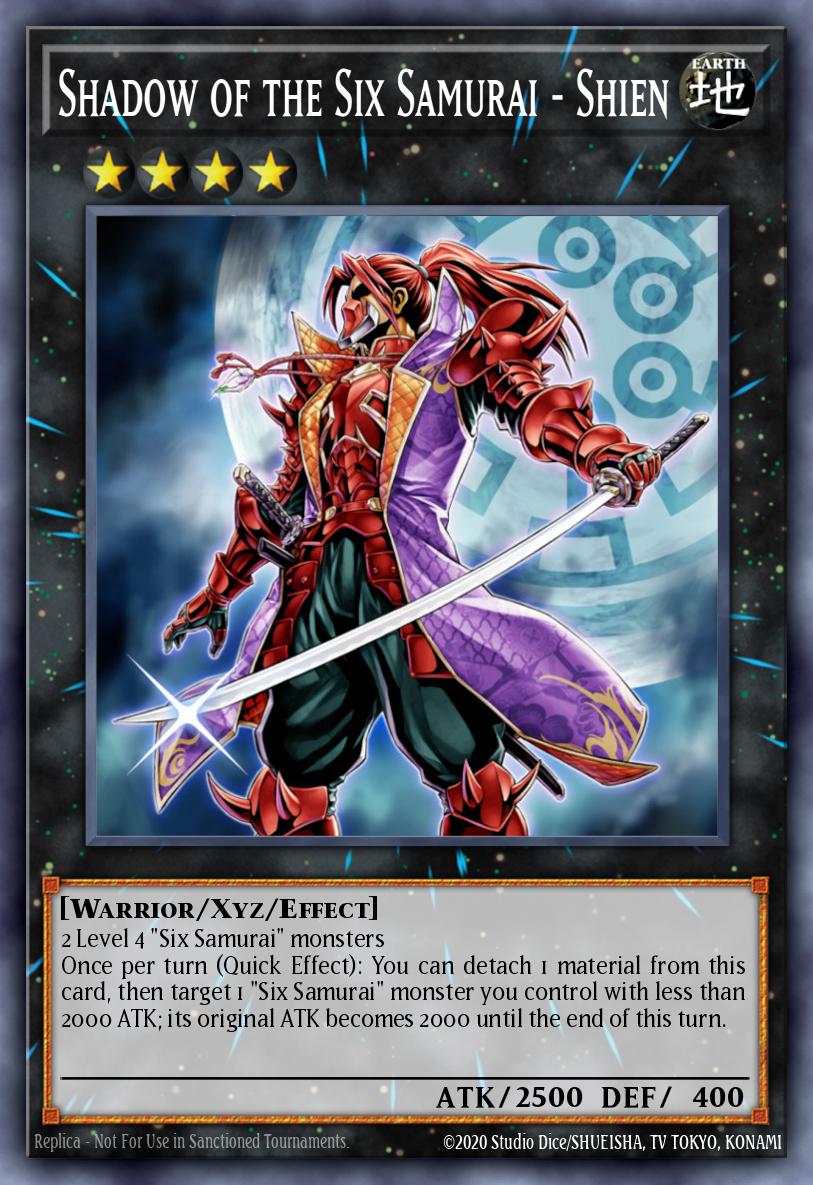 Shadow of the Six Samurai - Shien
EARTH
地
[Warrior/Xyz/Effect]
2 Level 4 "Six Samurai" monsters
Once per turn (Quick Effect): You can detach 1 material from this
card, then target 1 "Six Samurai" monster you control with less than
2000 ATK; its original ATK becomes 2000 until the end of this turn.
ATK/2500 DEF/ 400
Replica - Not For Use in Sanctioned Tournaments.
©2020 Studio Dice/SHUEISHA, TV TOKYO, KONAMI